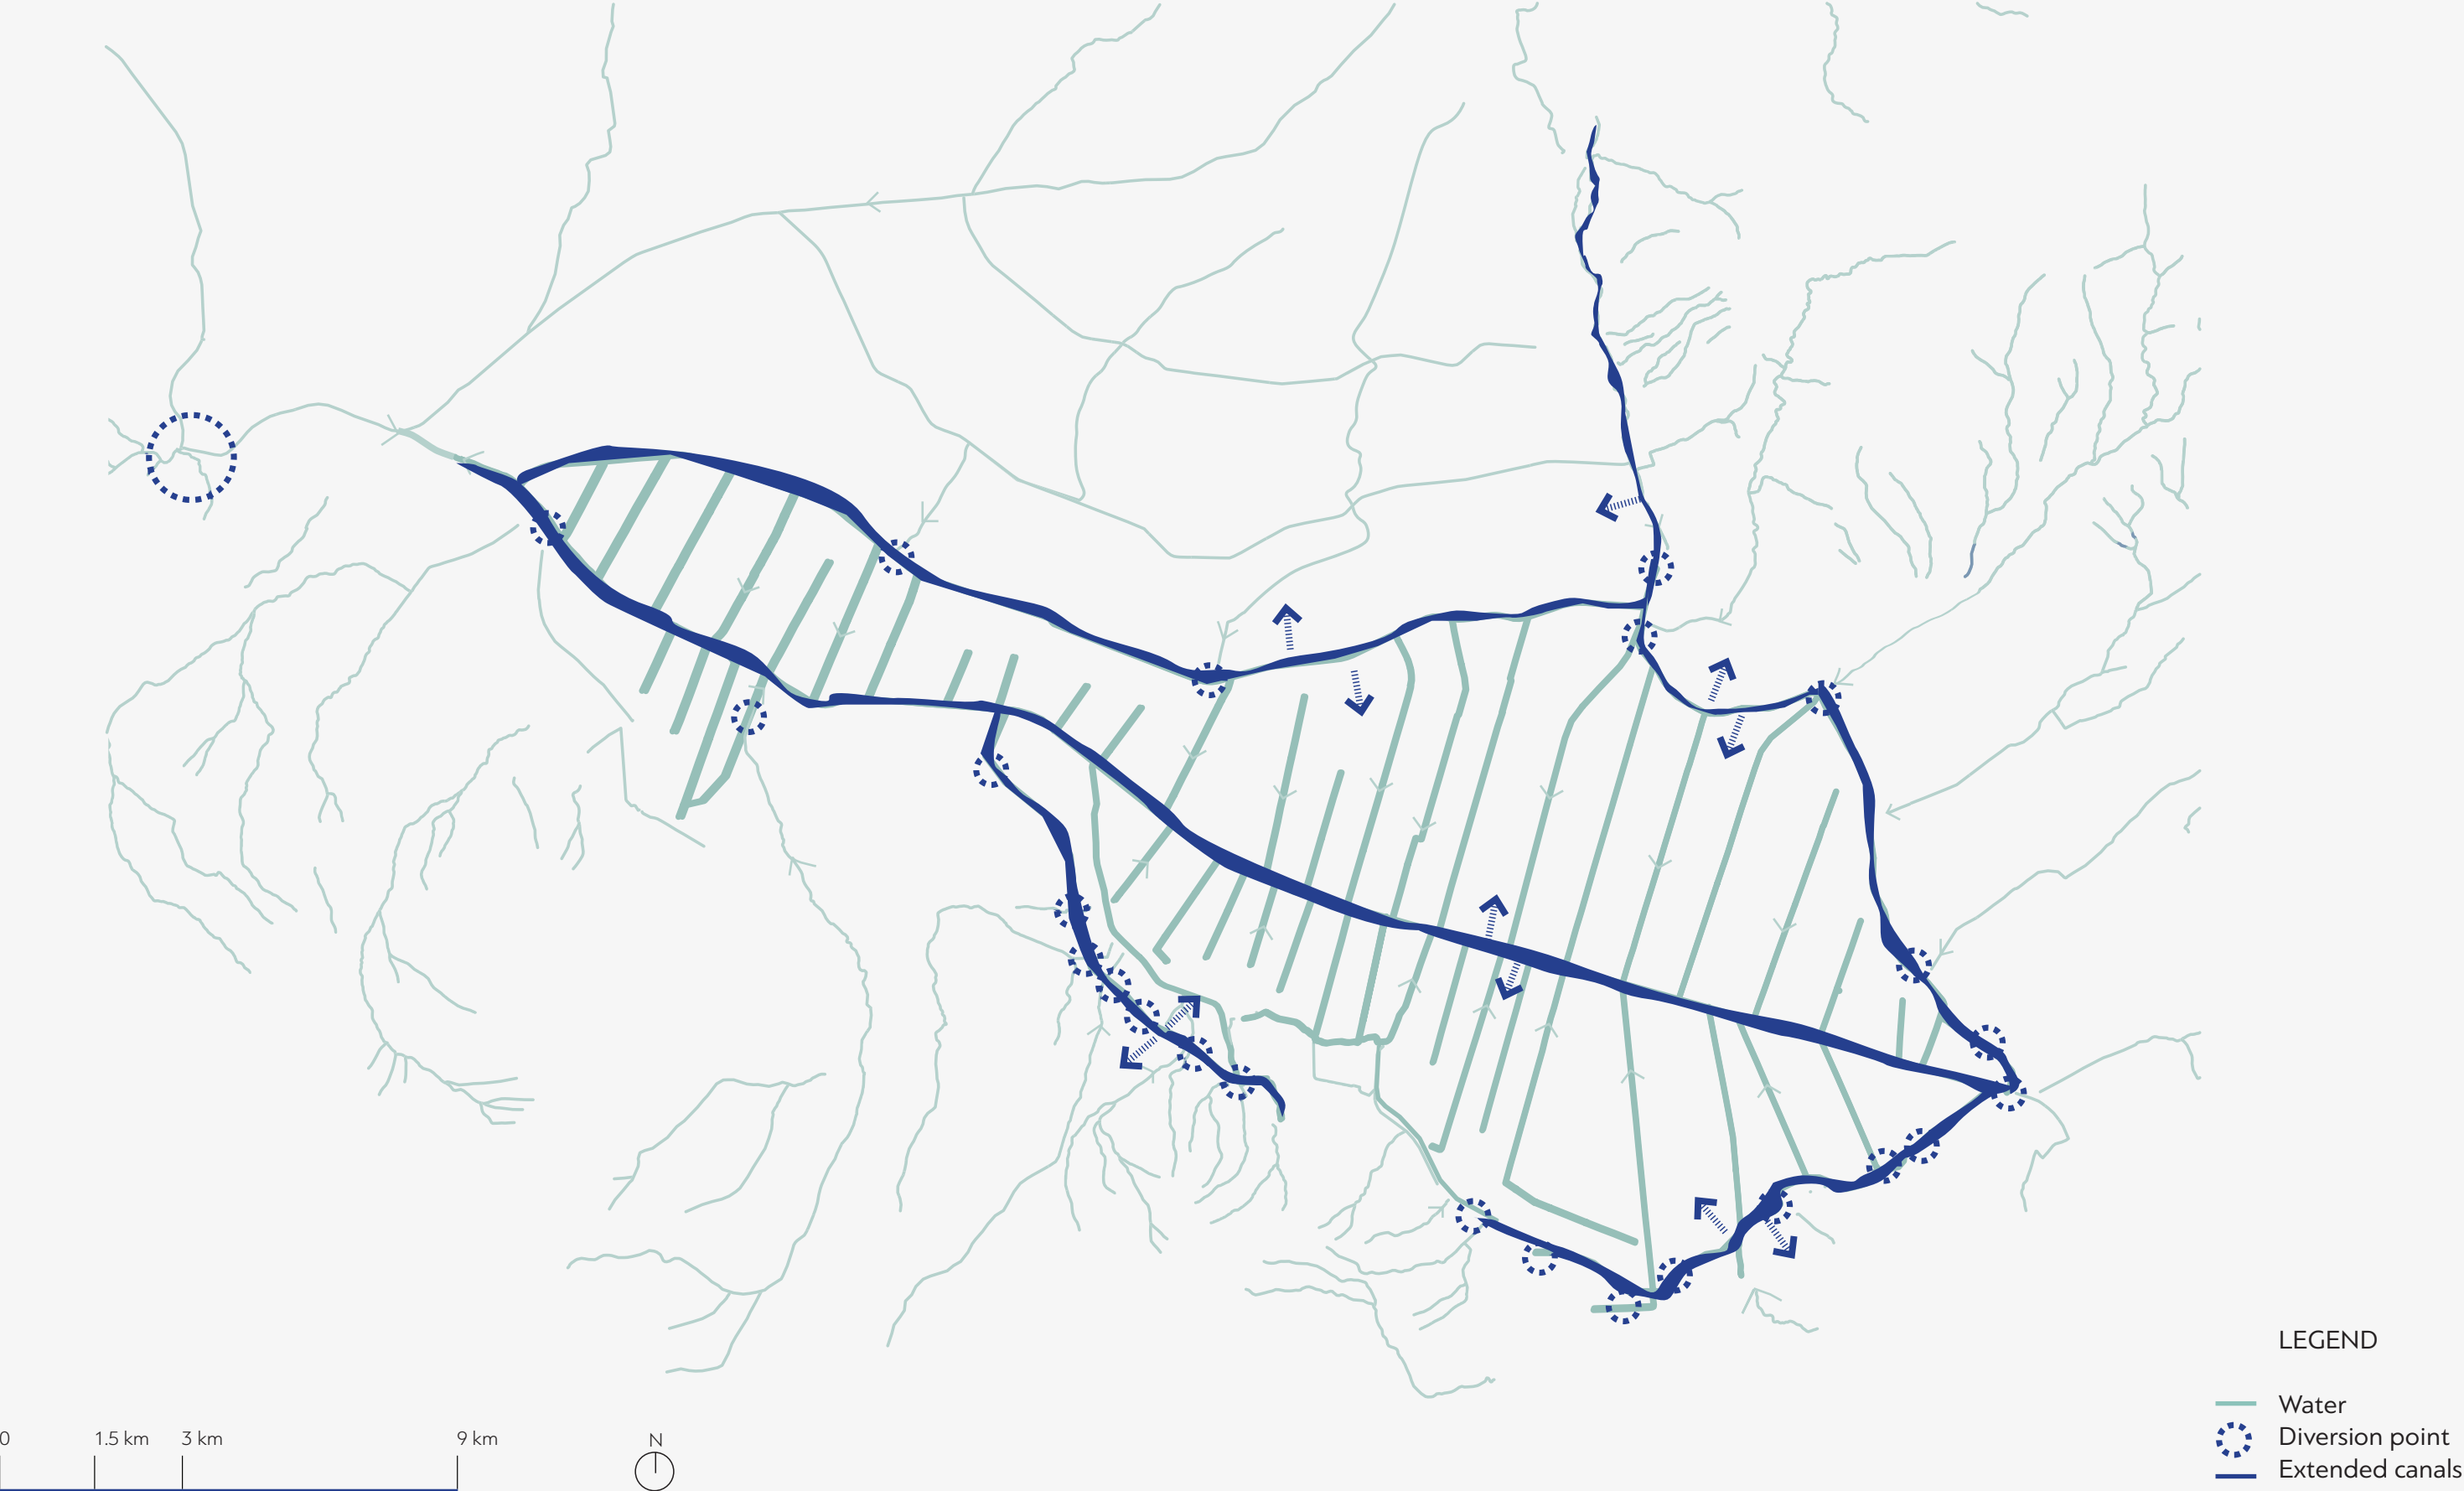 LEGEND
Water
Diversion point
Extended canals
0 1.5 km 3 km 9 km
N